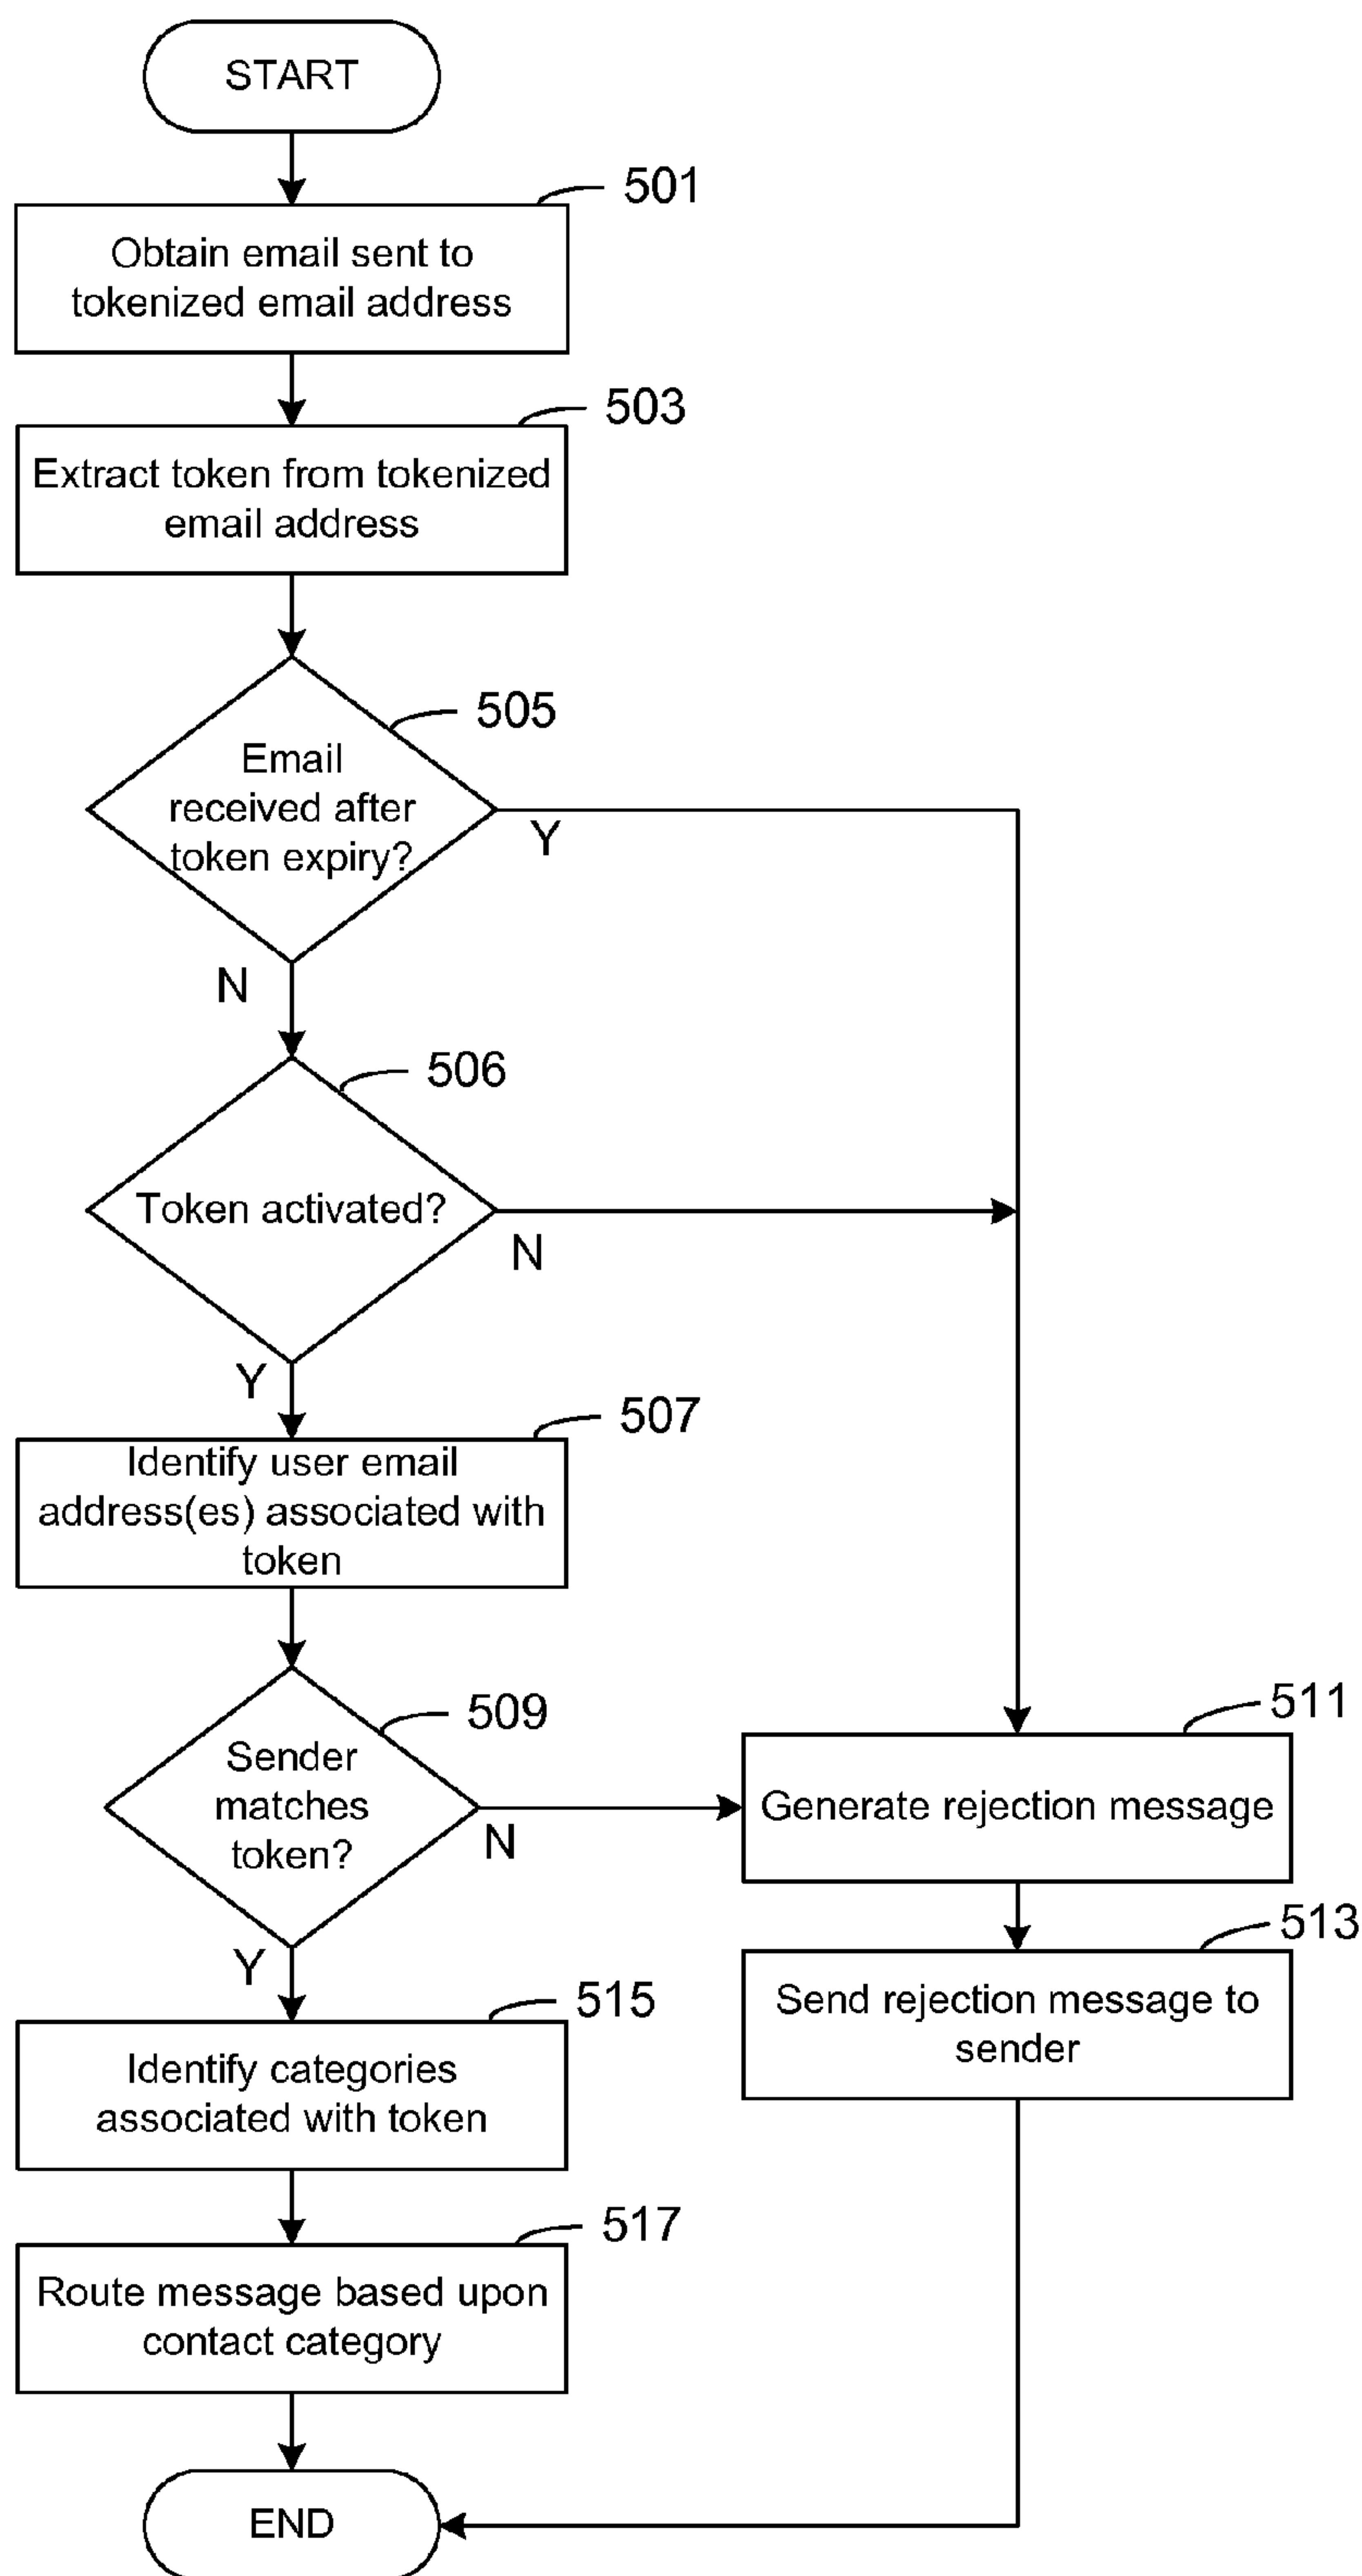 START
501
Obtain email sent to
tokenized email address
503
Extract token from tokenized
email address
505
Email
received after
token expiry?
Y
N
506
Token activated?
N
Y
507
Identify user email
address(es) associated with
token
509
Sender
matches
token?
N
Y
511
Generate rejection message
513
Send rejection message to
sender
515
Identify categories
associated with token
517
Route message based upon
contact category
END